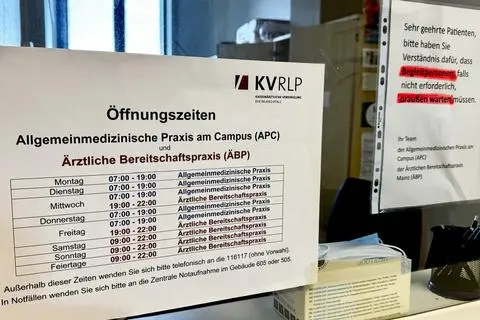 KVRLP
KASSENÄRZTLICHE VEREINIGUNG
RHEINLAND-PFALZ
Öffnungszeiten
Allgemeinmedizinische Praxis am Campus (APC)
und
Ärztliche Bereitschaftspraxis (ÄBP)
Montag 07:00 - 19:00 Allgemeinmedizinische Praxis
Dienstag 07:00 - 19:00 Allgemeinmedizinische Praxis
Mittwoch 07:00 - 19:00 Allgemeinmedizinische Praxis
19:00 - 22:00 Ärztliche Bereitschaftspraxis
Donnerstag 07:00 - 19:00 Allgemeinmedizinische Praxis
Freitag 07:00 - 19:00 Allgemeinmedizinische Praxis
19:00 - 22:00 Ärztliche Bereitschaftspraxis
Samstag 09:00 - 22:00 Ärztliche Bereitschaftspraxis
Sonntag 09:00 - 22:00 Ärztliche Bereitschaftspraxis
Feiertage 09:00 - 22:00 Ärztliche Bereitschaftspraxis
Außerhalb dieser Zeiten wenden Sie sich bitte telefonisch an die 116117 (ohne Vorwahl).
In Notfällen wenden Sie sich bitte an die Zentrale Notaufnahme im Gebäude 605 oder 505.
Sehr geehrte Patienten,
bitte haben Sie
Verständnis dafür, dass
Begleitpersonen, falls
nicht erforderlich,
draußen warten müssen.
Ihr Team:
der Allgemeinmedizinischen Praxis am
Campus (APC)
der Ärztlichen Bereitschaftspraxis
Mainz (ÄBP)